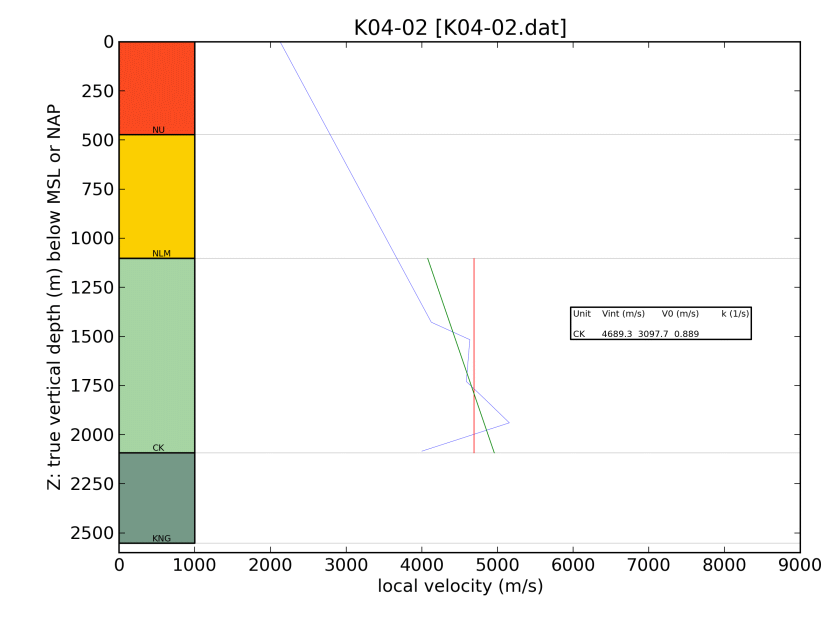 K04-02 [K04-02.dat]
Z: true vertical depth (m) below MSL or NAP
0
250
500
750
1000
1250
1500
1750
2000
2250
2500
NU
NLM
CK
KNG
Unit Vint (m/s) V0 (m/s) k (1/s)
CK 4689.3 3097.7 0.889
0 1000 2000 3000 4000 5000 6000 7000 8000 9000
local velocity (m/s)